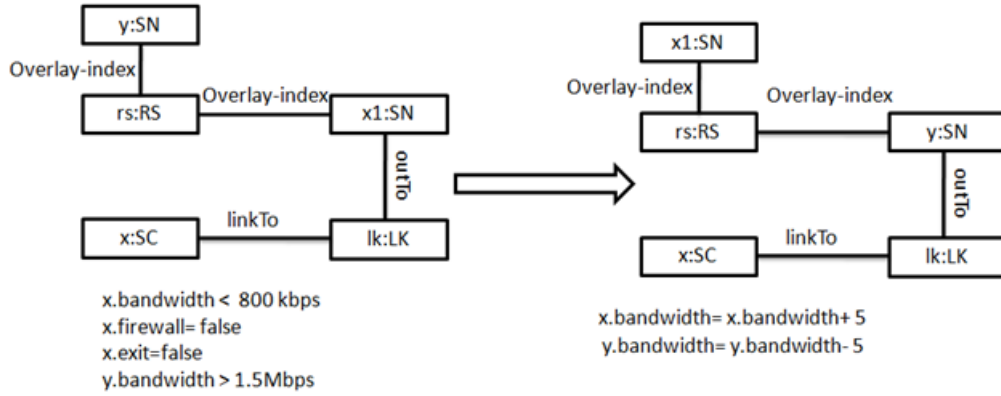 y:SN
Overlay-index
rs:RS
Overlay-index
x1:SN
outTo
x:SC
linkTo
lk:LK
x.bandwidth < 800 kbps
x.firewall= false
x.exit=false
y.bandwidth > 1.5Mbps
x1:SN
Overlay-index
rs:RS
Overlay-index
y:SN
outTo
x:SC
linkTo
lk:LK
x.bandwidth= x.bandwidth+ 5
y.bandwidth= y.bandwidth- 5